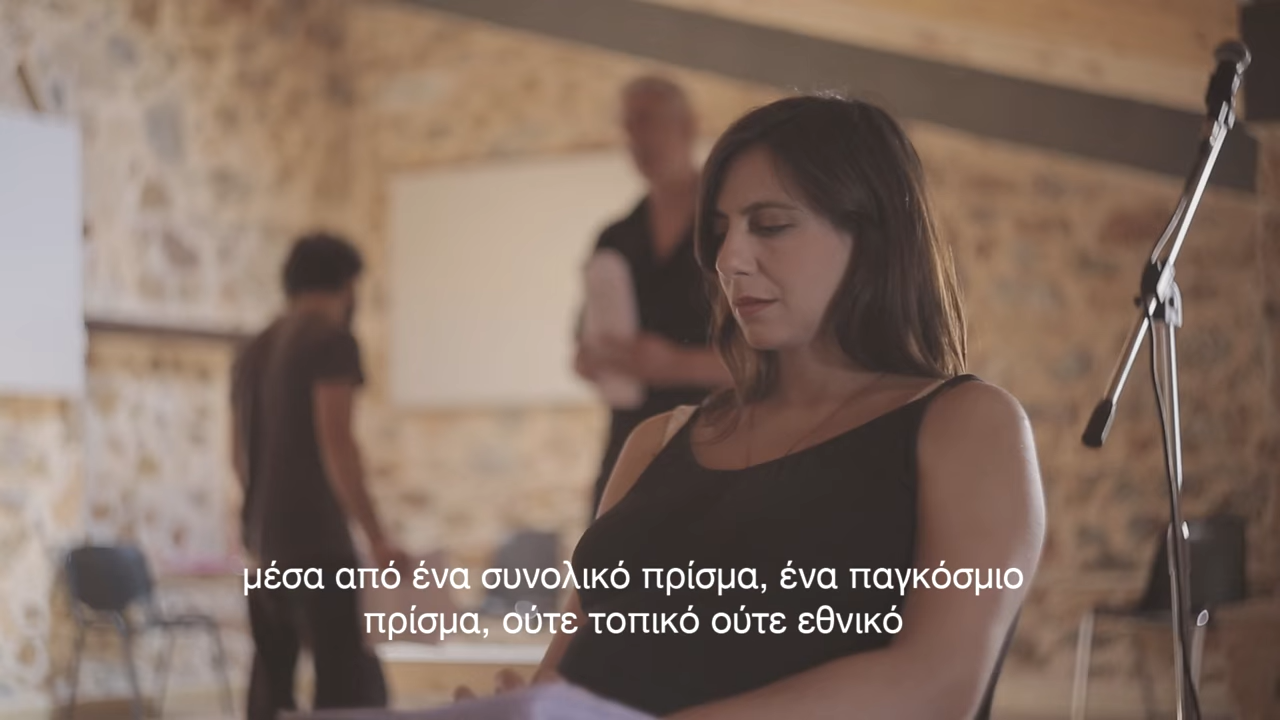 μέσα από ένα συνολικό πρίσμα, ένα παγκόσμιο
πρίσμα, ούτε τοπικό ούτε εθνικό